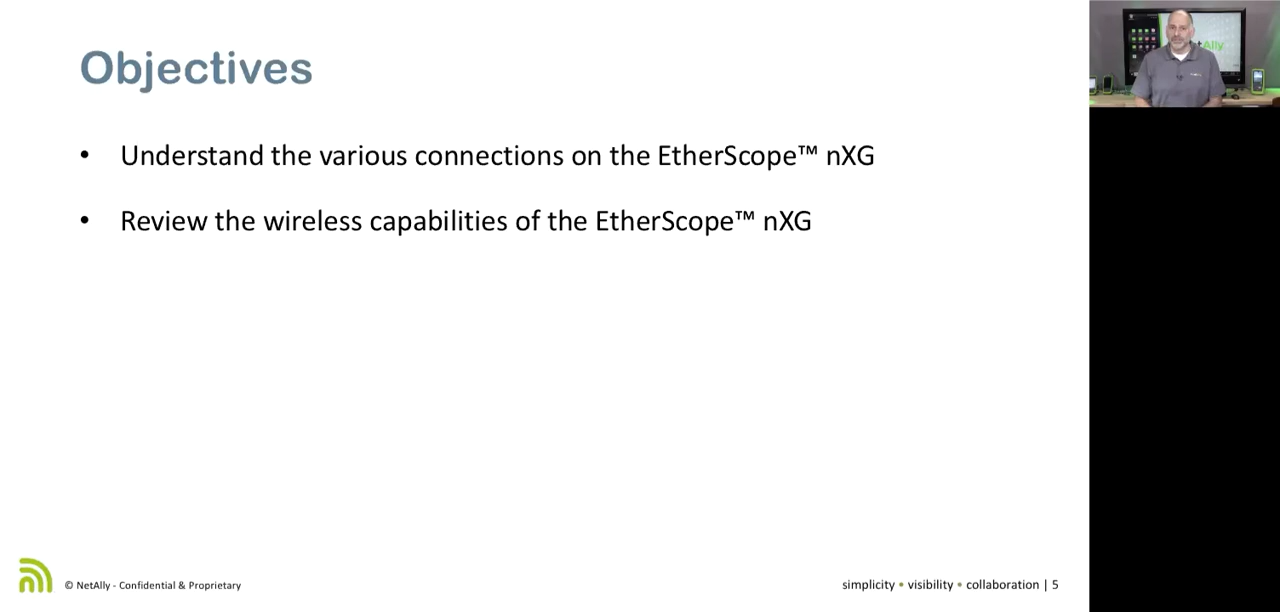 Objectives
• Understand the various connections on the EtherScope™ nXG
• Review the wireless capabilities of the EtherScope™ nXG
© NetAlly - Confidential & Proprietary
simplicity • visibility • collaboration | 5